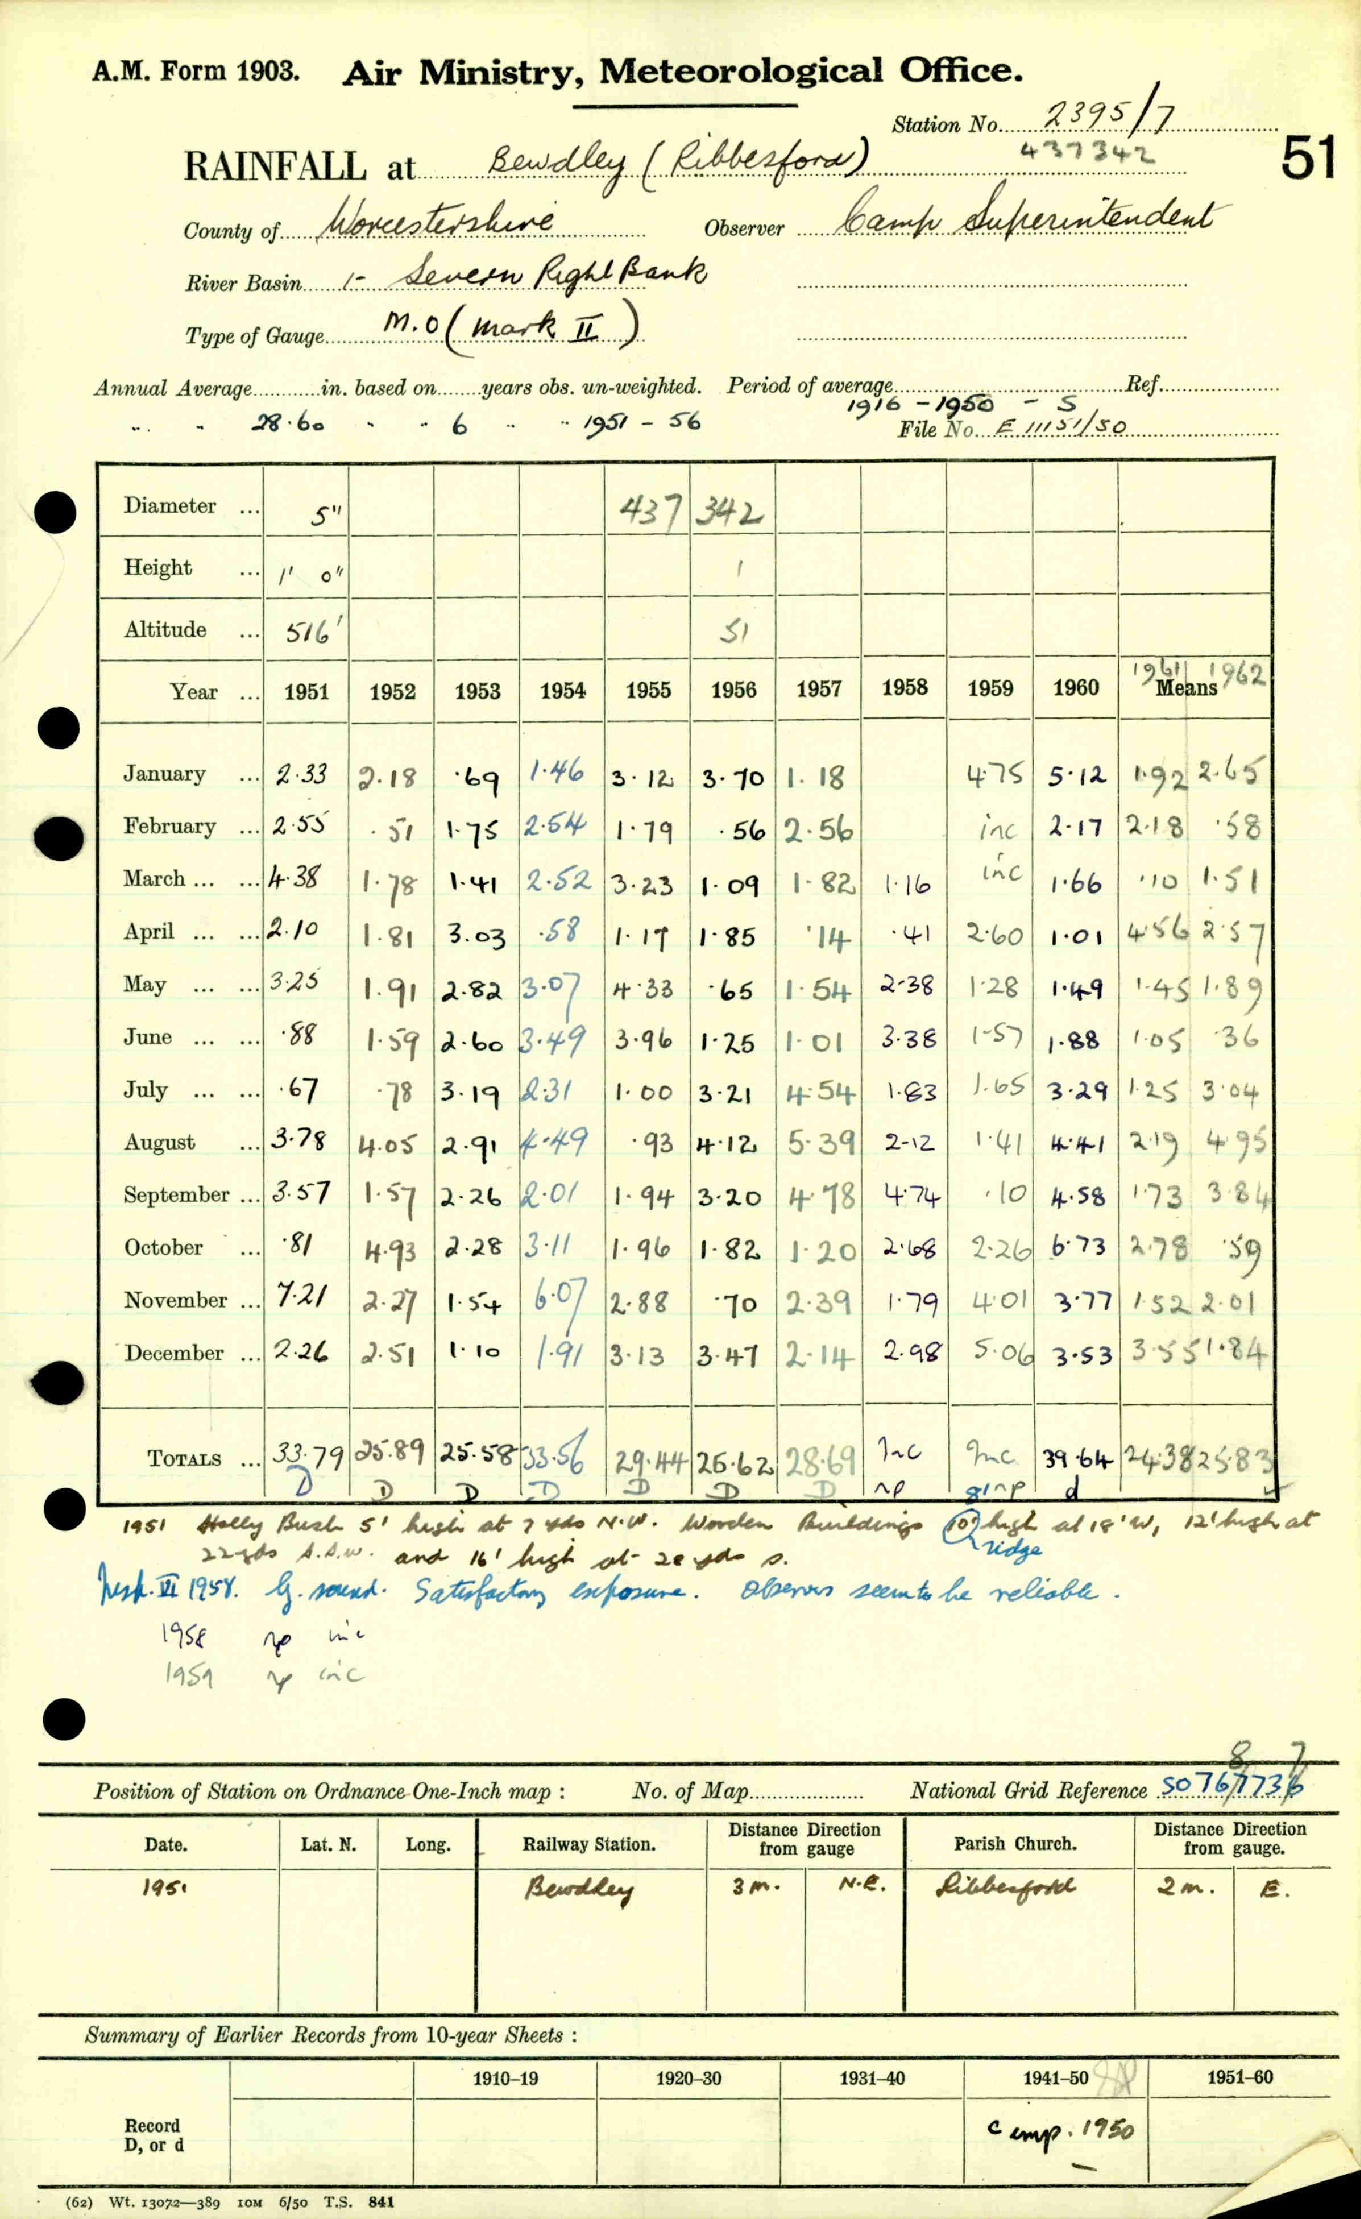 A.M. Form 1903. Air Ministry, Meteorological Office.
Station No. 2395/7
437342
51
RAINFALL at Bewdley (Ribbesford)
County of Worcestershire Observer Camp Superintendent
River Basin 1- Severn Right Bank
Type of Gauge M.O (Mark II)
Annual Average in. based on years obs. un-weighted. Period of average Ref.
1916 - 1950 - S
" " 28.60 " " 6 " " 1951 - 56 File No. E 11151/50
Diameter ... 5" 437 342
Height ... 1' 0" 1
Altitude ... 516' 51
Year ... 1951 1952 1953 1954 1955 1956 1957 1958 1959 1960 Means 1961 1962
January ... 2.33 2.18 .69 1.46 3.12 3.70 1.18 4.75 5.12 1.92 2.65
February ... 2.55 .51 1.75 2.54 1.79 .56 2.56 inc 2.17 2.18 .58
March ... ... 4.38 1.78 1.41 2.52 3.23 1.09 1.82 1.16 inc 1.66 .10 1.51
April ... ... 2.10 1.81 3.03 .58 1.17 1.85 .14 .41 2.60 1.01 4.56 2.57
May ... ... 3.25 1.91 2.82 3.07 4.33 .65 1.54 2.38 1.28 1.49 1.45 1.89
June ... ... .88 1.59 2.60 3.49 3.96 1.25 1.01 3.38 1.57 1.88 1.05 .36
July ... ... .67 .78 3.19 2.31 1.00 3.21 4.54 1.83 1.65 3.29 1.25 3.04
August ... 3.78 4.05 2.91 4.49 .93 4.12 5.39 2.12 1.41 4.41 2.19 4.95
September ... 3.57 1.57 2.26 2.01 1.94 3.20 4.78 4.74 .10 4.58 1.73 3.84
October ... .81 4.93 2.28 3.11 1.96 1.82 1.20 2.68 2.26 6.73 2.78 .59
November ... 7.21 2.27 1.54 6.07 2.88 .70 2.39 1.79 4.01 3.77 1.52 2.01
December ... 2.26 2.51 1.10 1.91 3.13 3.47 2.14 2.98 5.06 3.53 3.55 1.84
TOTALS ... 33.79 25.89 25.58 33.56 29.44 25.62 28.69 Inc Inc 39.64 24.38 25.83
D D D D D D D np np d
1951 Holly Bush 5' high at 7 yds N.W. Wooden Buildings 10' high at 18' W, 12' high at
ridge
22 yds S.S.W. and 16' high at 20 yds S.
Insp. VI 1958. G. sound. Satisfactory exposure. Observers seem to be reliable.
1958 np inc
1959 np inc
8 7
Position of Station on Ordnance One-Inch map : No. of Map National Grid Reference SO 767736
Date. Lat. N. Long. Railway Station. Distance from Direction gauge Parish Church. Distance from Direction gauge.
1951 Bewdley 3 m. N.E. Ribbesford 2 m. E.
Summary of Earlier Records from 10-year Sheets :
1910–19 1920–30 1931–40 1941–50 1951–60
Record
D, or d
C imp. 1950
(62) Wt. 13072—389 10M 6/50 T.S. 841